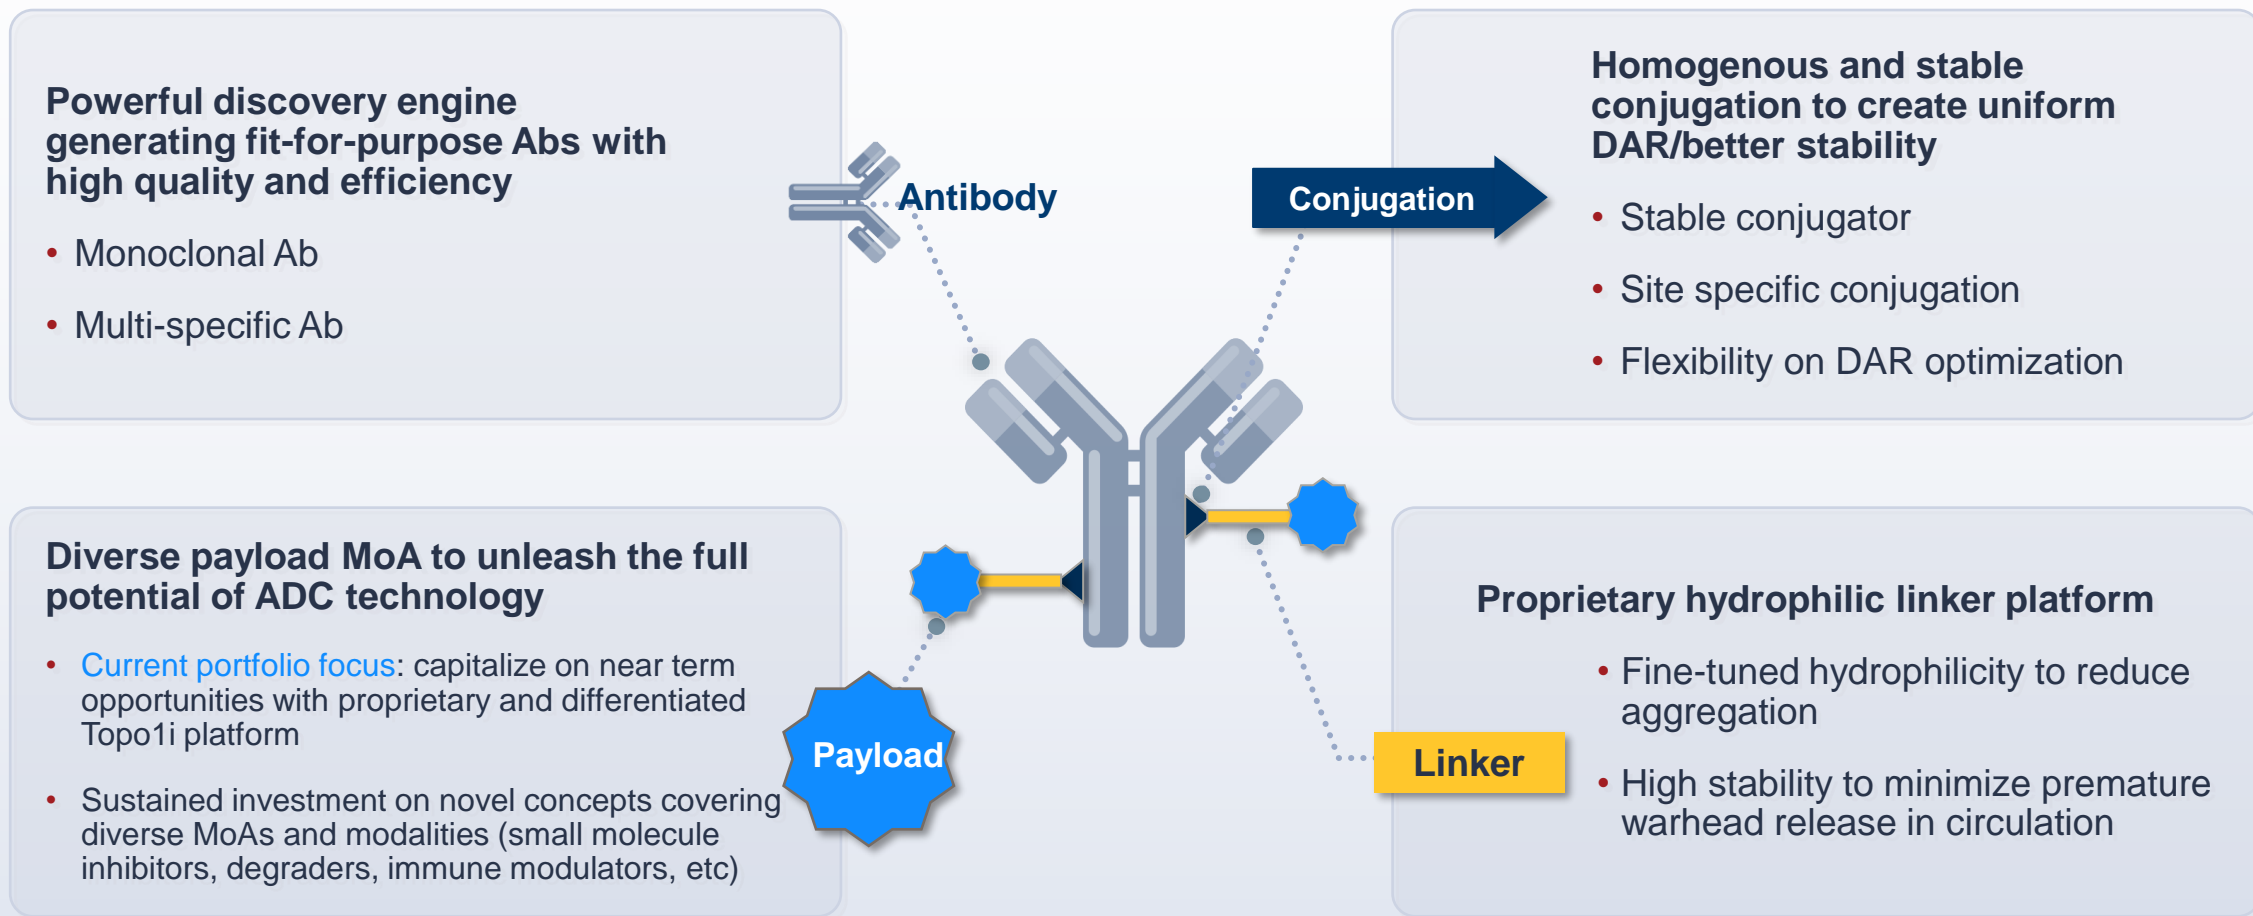 Powerful discovery engine
generating fit-for-purpose Abs with
high quality and efficiency
• Monoclonal Ab
• Multi-specific Ab
Antibody
Conjugation
Homogenous and stable
conjugation to create uniform
DAR/better stability
• Stable conjugator
• Site specific conjugation
• Flexibility on DAR optimization
Diverse payload MoA to unleash the full
potential of ADC technology
• Current portfolio focus: capitalize on near term
opportunities with proprietary and differentiated
Topo1i platform
• Sustained investment on novel concepts covering
diverse MoAs and modalities (small molecule
inhibitors, degraders, immune modulators, etc)
Payload
Linker
Proprietary hydrophilic linker platform
• Fine-tuned hydrophilicity to reduce
aggregation
• High stability to minimize premature
warhead release in circulation